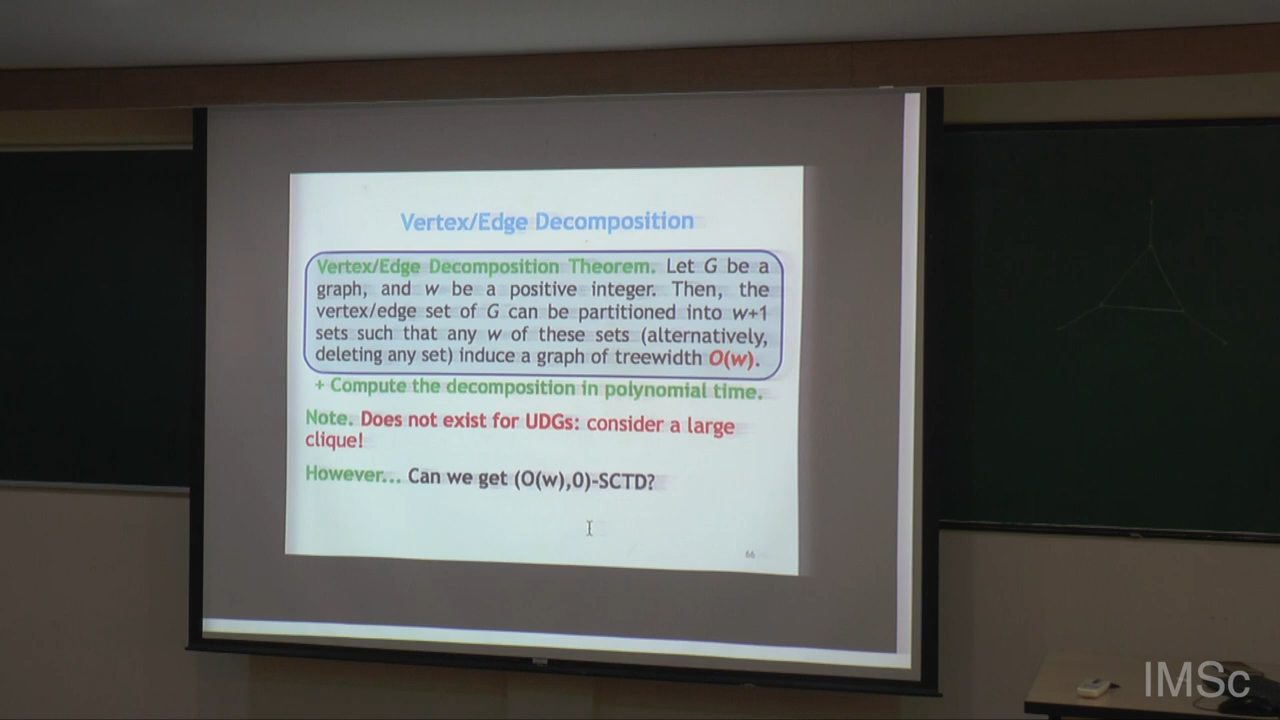 Vertex/Edge Decomposition
Vertex/Edge Decomposition Theorem. Let G be a
graph, and w be a positive integer. Then, the
vertex/edge set of G can be partitioned into w+1
sets such that any w of these sets (alternatively,
deleting any set) induce a graph of treewidth O(w).
+ Compute the decomposition in polynomial time.
Note. Does not exist for UDGs: consider a large
clique!
However... Can we get (O(w),0)-SCTD?
66
IMSc